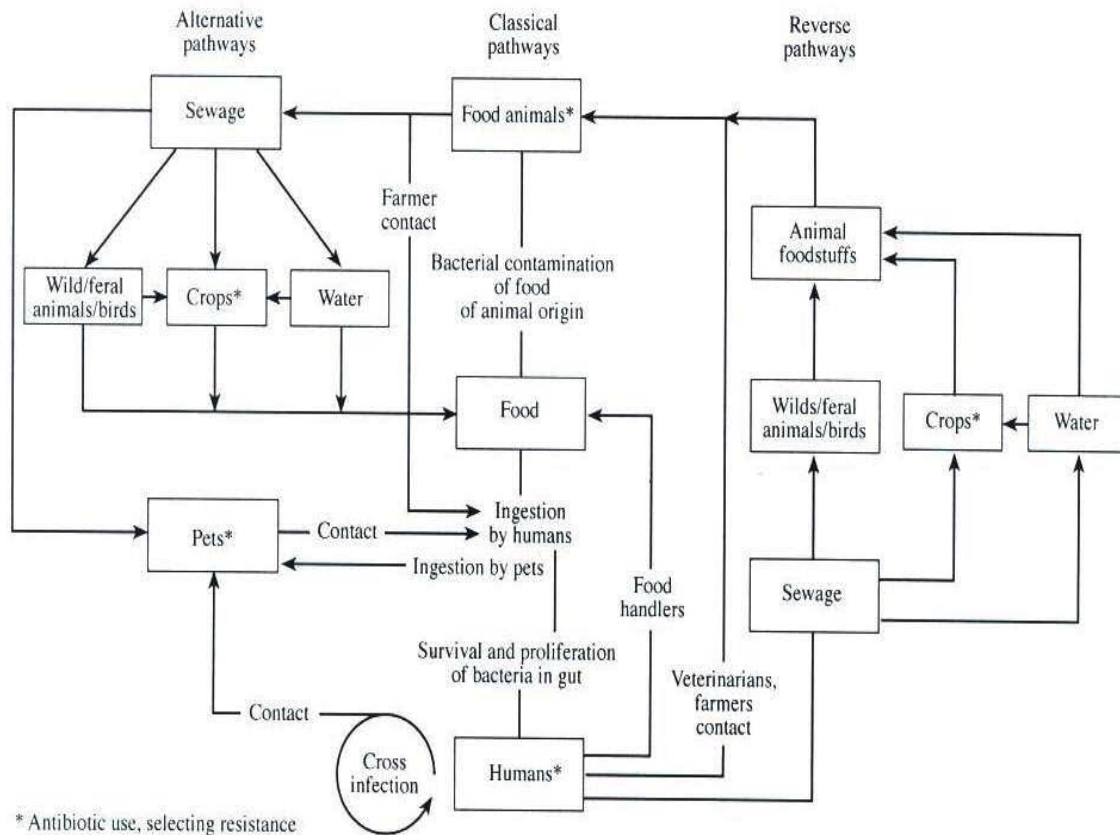 Alternative
pathways
Classical
pathways
Reverse
pathways
Sewage
Food animals*
Farmer
contact
Animal
foodstuffs
Bacterial contamination
of food
of animal origin
Wild/feral
animals/birds
Crops*
Water
Food
Wilds/feral
animals/birds
Crops*
Water
Pets*
Contact
Ingestion
by humans
Ingestion by pets
Food
handlers
Sewage
Survival and proliferation
of bacteria in gut
Veterinarians,
farmers
contact
Contact
Cross
infection
Humans*
* Antibiotic use, selecting resistance